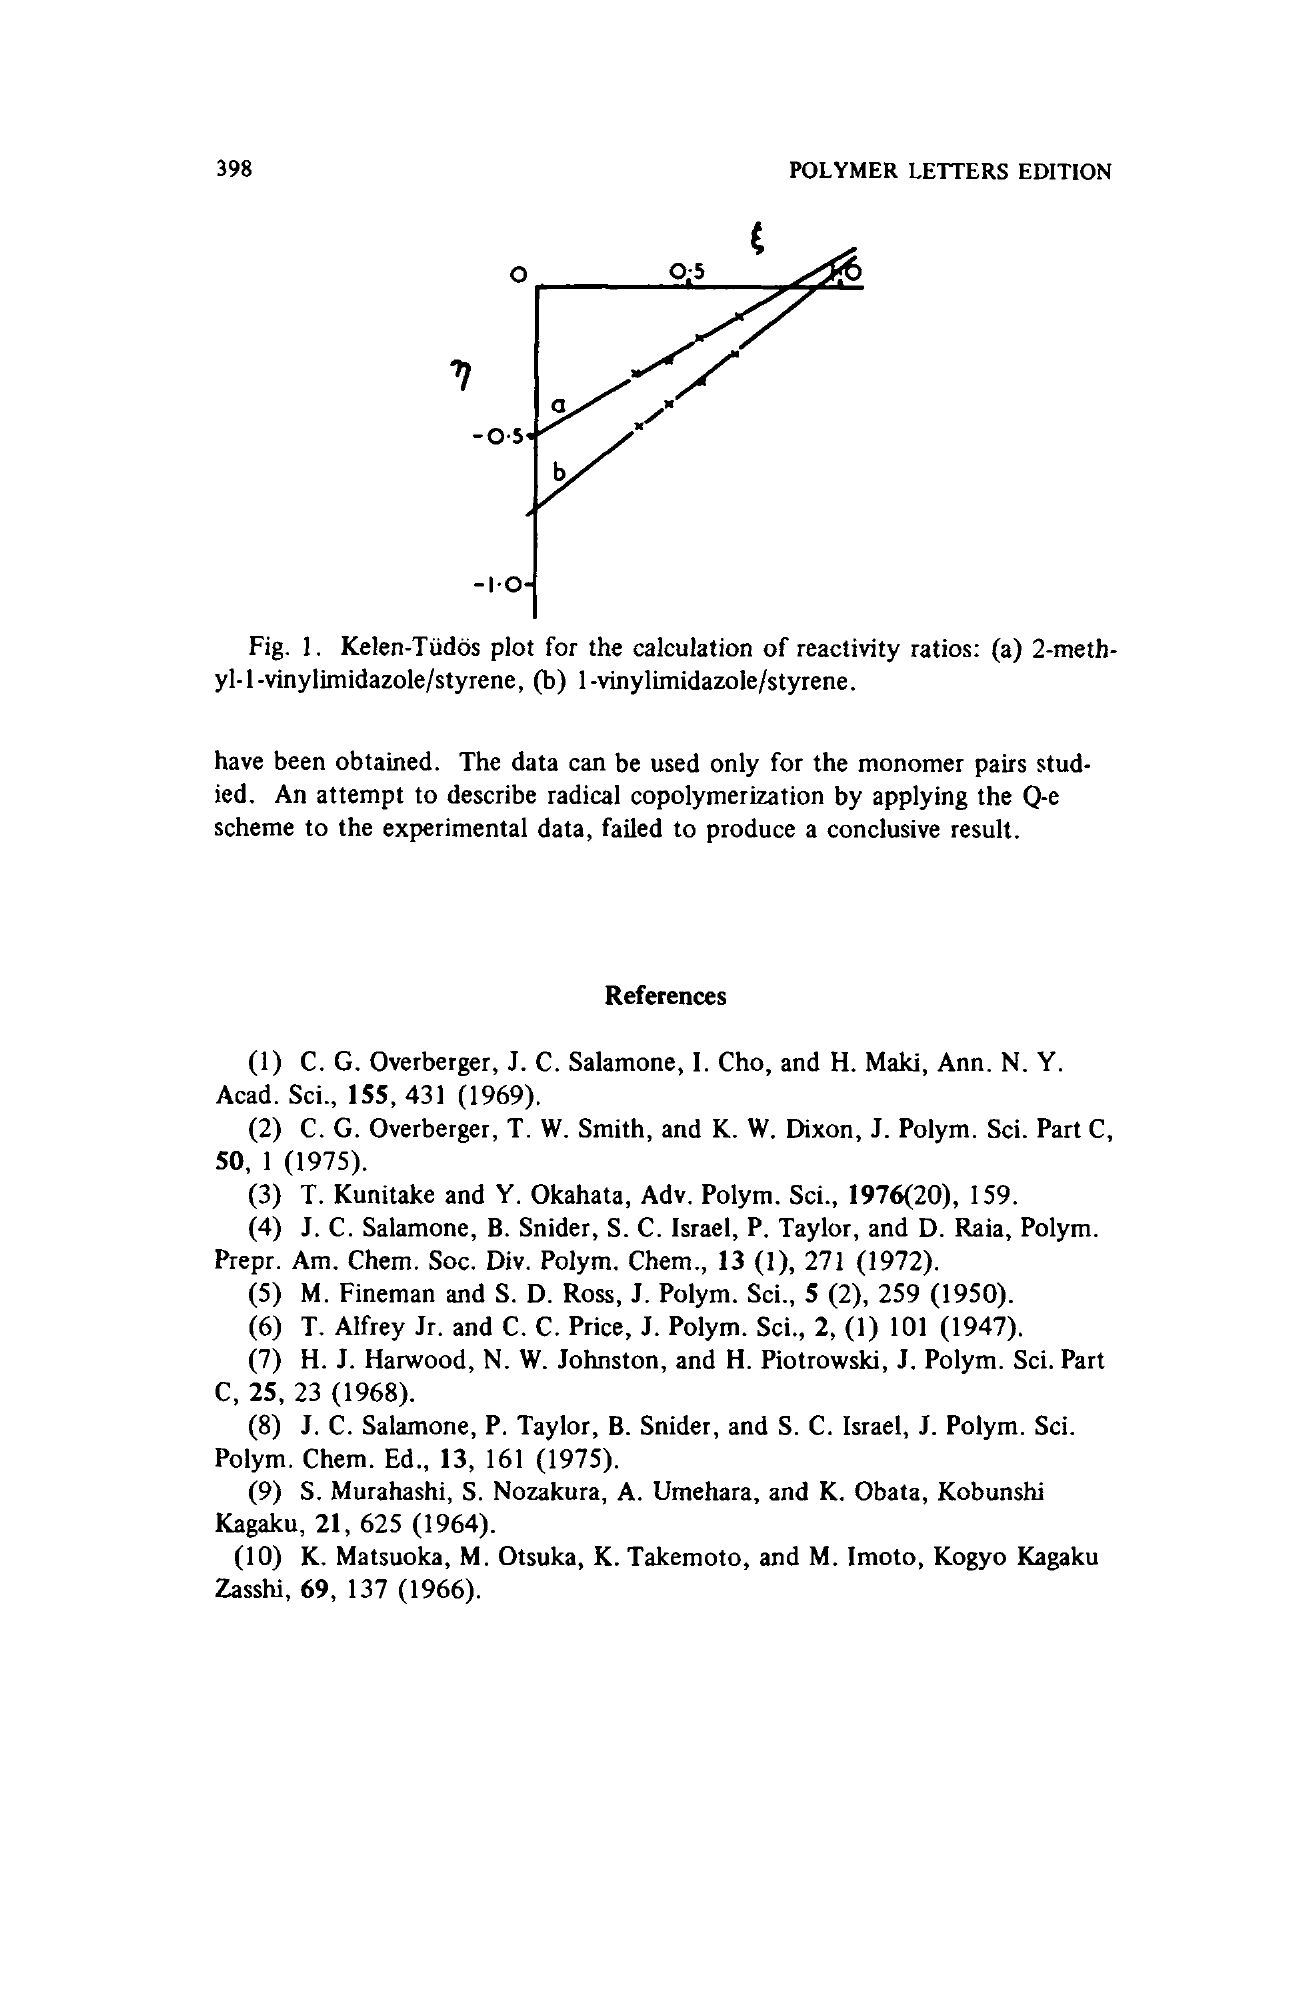 398 POLYMER LETTERS EDITION
ξ
O 0·5 1·0
η
a
-0·5
b
-1·0
Fig. 1. Kelen-Tüdös plot for the calculation of reactivity ratios: (a) 2-meth-
yl-1-vinylimidazole/styrene, (b) 1-vinylimidazole/styrene.
have been obtained. The data can be used only for the monomer pairs stud-
ied. An attempt to describe radical copolymerization by applying the Q-e
scheme to the experimental data, failed to produce a conclusive result.
References
(1) C. G. Overberger, J. C. Salamone, I. Cho, and H. Maki, Ann. N. Y.
Acad. Sci., 155, 431 (1969).
(2) C. G. Overberger, T. W. Smith, and K. W. Dixon, J. Polym. Sci. Part C,
50, 1 (1975).
(3) T. Kunitake and Y. Okahata, Adv. Polym. Sci., 1976(20), 159.
(4) J. C. Salamone, B. Snider, S. C. Israel, P. Taylor, and D. Raia, Polym.
Prepr. Am. Chem. Soc. Div. Polym. Chem., 13 (1), 271 (1972).
(5) M. Fineman and S. D. Ross, J. Polym. Sci., 5 (2), 259 (1950).
(6) T. Alfrey Jr. and C. C. Price, J. Polym. Sci., 2, (1) 101 (1947).
(7) H. J. Harwood, N. W. Johnston, and H. Piotrowski, J. Polym. Sci. Part
C, 25, 23 (1968).
(8) J. C. Salamone, P. Taylor, B. Snider, and S. C. Israel, J. Polym. Sci.
Polym. Chem. Ed., 13, 161 (1975).
(9) S. Murahashi, S. Nozakura, A. Umehara, and K. Obata, Kobunshi
Kagaku, 21, 625 (1964).
(10) K. Matsuoka, M. Otsuka, K. Takemoto, and M. Imoto, Kogyo Kagaku
Zasshi, 69, 137 (1966).